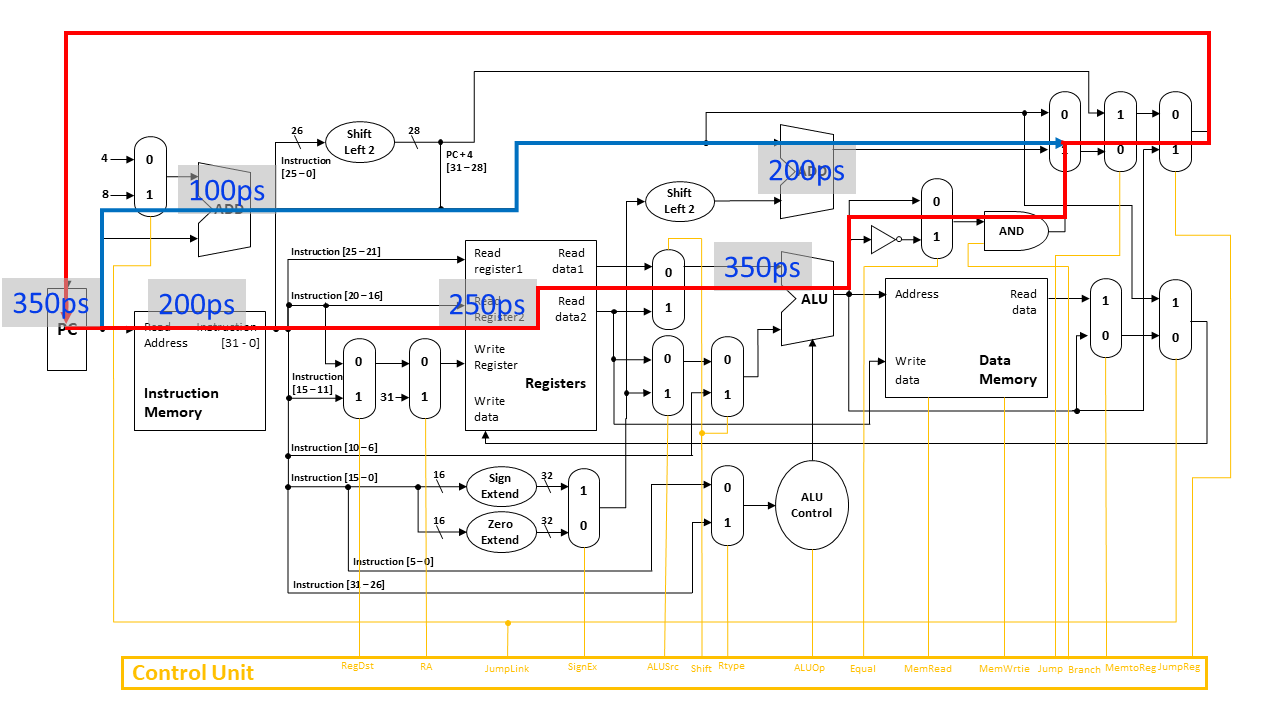 0
1
0
0
1
1
4
0
8
1
26
28
Shift
Left 2
Instruction
[25 – 0]
PC + 4
[31 – 28]
100ps
ADD
200ps
ADD
Shift
Left 2
0
1
AND
Instruction [25 – 21]
Read
register1
Read
data1
0
1
350ps
ALU
350ps
PC
200ps
Read
Address
Instruction
[31 - 0]
Instruction
Memory
Instruction [20 – 16]
250ps
Read
Register2
Read
data2
Write
Register
Write
data
Registers
Address
Read
data
Write
data
Data
Memory
1
0
1
0
Instruction
[15 – 11]
0
1
31
0
1
0
1
0
1
Instruction [10 – 6]
Instruction [15 – 0]
16
Sign
Extend
32
16
Zero
Extend
32
1
0
0
1
ALU
Control
Instruction [5 – 0]
Instruction [31 – 26]
Control Unit
RegDst
RA
JumpLink
SignEx
ALUSrc
Shift
Rtype
ALUOp
Equal
MemRead
MemWrtie
Jump
Branch
MemtoReg
JumpReg